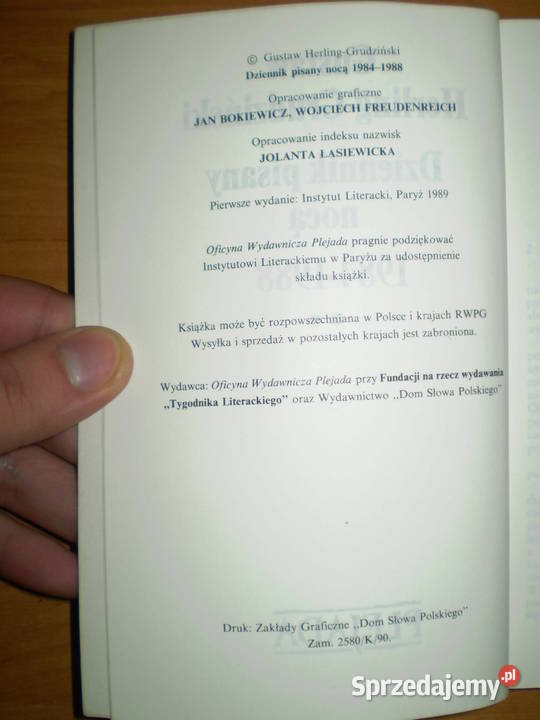 © Gustaw Herling-Grudziński
Dziennik pisany nocą 1984–1988
Opracowanie graficzne
JAN BOKIEWICZ, WOJCIECH FREUDENREICH
Opracowanie indeksu nazwisk
JOLANTA ŁASIEWICKA
Pierwsze wydanie: Instytut Literacki, Paryż 1989
Oficyna Wydawnicza Plejada pragnie podziękować
Instytutowi Literackiemu w Paryżu za udostępnienie
składu książki.
Książka może być rozpowszechniana w Polsce i krajach RWPG
Wysyłka i sprzedaż w pozostałych krajach jest zabroniona.
Wydawca: Oficyna Wydawnicza Plejada przy Fundacji na rzecz wydawania
„Tygodnika Literackiego” oraz Wydawnictwo „Dom Słowa Polskiego”
Druk: Zakłady Graficzne „Dom Słowa Polskiego”
Zam. 2580/K/90.
Sprzedajemy.pl